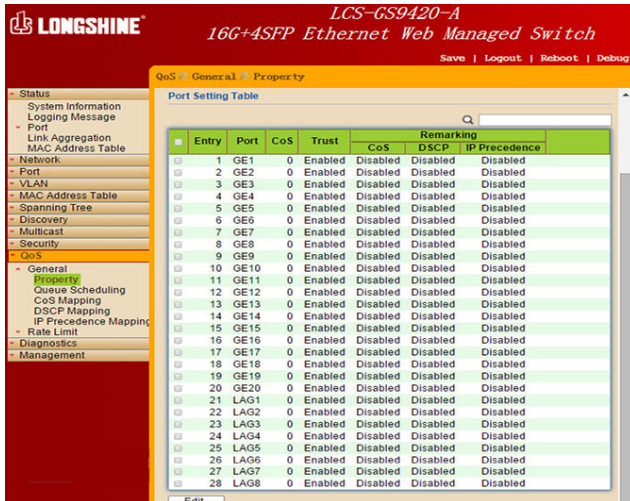 LONGSHINE®
LCS-GS9420-A
16G+4SFP Ethernet Web Managed Switch
Save | Logout | Reboot | Debug
QoS // General // Property
Status
System Information
Logging Message
Port
Link Aggregation
MAC Address Table
Network
Port
VLAN
MAC Address Table
Spanning Tree
Discovery
Multicast
Security
QoS
General
Property
Queue Scheduling
CoS Mapping
DSCP Mapping
IP Precedence Mapping
Rate Limit
Diagnostics
Management
Port Setting Table
Entry Port CoS Trust Remarking
CoS DSCP IP Precedence
1 GE1 0 Enabled Disabled Disabled Disabled
2 GE2 0 Enabled Disabled Disabled Disabled
3 GE3 0 Enabled Disabled Disabled Disabled
4 GE4 0 Enabled Disabled Disabled Disabled
5 GE5 0 Enabled Disabled Disabled Disabled
6 GE6 0 Enabled Disabled Disabled Disabled
7 GE7 0 Enabled Disabled Disabled Disabled
8 GE8 0 Enabled Disabled Disabled Disabled
9 GE9 0 Enabled Disabled Disabled Disabled
10 GE10 0 Enabled Disabled Disabled Disabled
11 GE11 0 Enabled Disabled Disabled Disabled
12 GE12 0 Enabled Disabled Disabled Disabled
13 GE13 0 Enabled Disabled Disabled Disabled
14 GE14 0 Enabled Disabled Disabled Disabled
15 GE15 0 Enabled Disabled Disabled Disabled
16 GE16 0 Enabled Disabled Disabled Disabled
17 GE17 0 Enabled Disabled Disabled Disabled
18 GE18 0 Enabled Disabled Disabled Disabled
19 GE19 0 Enabled Disabled Disabled Disabled
20 GE20 0 Enabled Disabled Disabled Disabled
21 LAG1 0 Enabled Disabled Disabled Disabled
22 LAG2 0 Enabled Disabled Disabled Disabled
23 LAG3 0 Enabled Disabled Disabled Disabled
24 LAG4 0 Enabled Disabled Disabled Disabled
25 LAG5 0 Enabled Disabled Disabled Disabled
26 LAG6 0 Enabled Disabled Disabled Disabled
27 LAG7 0 Enabled Disabled Disabled Disabled
28 LAG8 0 Enabled Disabled Disabled Disabled
Edit